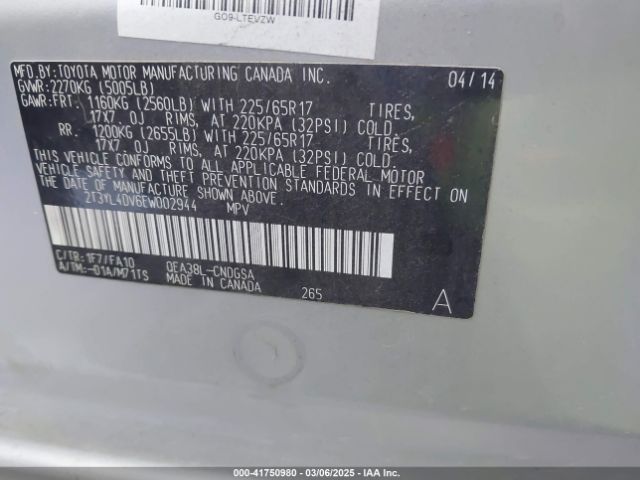 GO9-LTEVZW
MFD.BY: TOYOTA MOTOR MANUFACTURING CANADA INC. 04/14
GVWR: 2270KG (5005LB)
GAWR: FRT. 1160KG (2560LB) WITH 225/65R17 TIRES,
17X7.0J RIMS, AT 220KPA (32PSI) COLD.
RR. 1200KG (2655LB) WITH 225/65R17 TIRES,
17X7.0J RIMS, AT 220KPA (32PSI) COLD.
THIS VEHICLE CONFORMS TO ALL APPLICABLE FEDERAL MOTOR
VEHICLE SAFETY AND THEFT PREVENTION STANDARDS IN EFFECT ON
THE DATE OF MANUFACTURE SHOWN ABOVE.
2T3YL4DV6EW002944 MPV
C/TR: 1F7/FA10 QEA38L-CNDGSA
A/TM: -01A/M71TS MADE IN CANADA
265 A
000-41750980 - 03/06/2025 - IAA Inc.